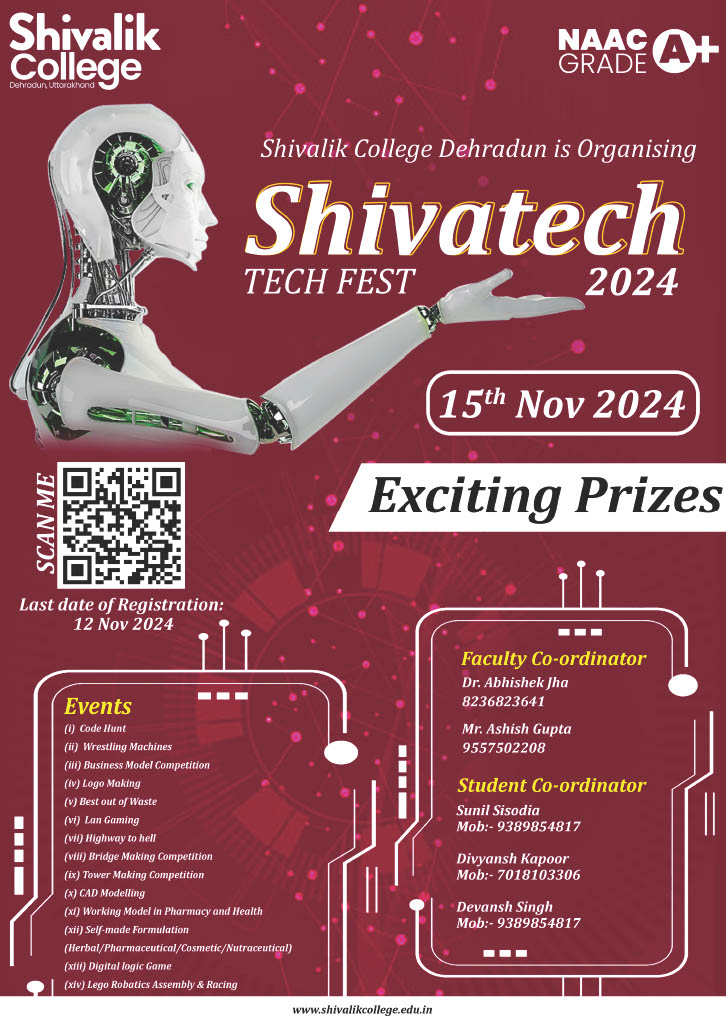 Shivalik
College
Dehradun, Uttarakhand
NAAC
GRADE A+
Shivalik College Dehradun is Organising
Shivatech
TECH FEST 2024
15th Nov 2024
Exciting Prizes
SCAN ME
Last date of Registration:
12 Nov 2024
Events
(i) Code Hunt
(ii) Wrestling Machines
(iii) Business Model Competition
(iv) Logo Making
(v) Best out of Waste
(vi) Lan Gaming
(vii) Highway to hell
(viii) Bridge Making Competition
(ix) Tower Making Competition
(x) CAD Modelling
(xi) Working Model in Pharmacy and Health
(xii) Self-made Formulation
(Herbal/Pharmaceutical/Cosmetic/Nutraceutical)
(xiii) Digital logic Game
(xiv) Lego Robotics Assembly & Racing
Faculty Co-ordinator
Dr. Abhishek Jha
8236823641
Mr. Ashish Gupta
9557502208
Student Co-ordinator
Sunil Sisodia
Mob:- 9389854817
Divyansh Kapoor
Mob:- 7018103306
Devansh Singh
Mob:- 9389854817
www.shivalikcollege.edu.in